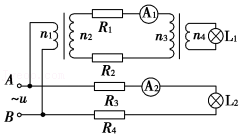 R₁ A₁
n₁ n₂ n₃ n₄ L₁
R₂
A
~u
R₃ A₂ L₂
B
R₄